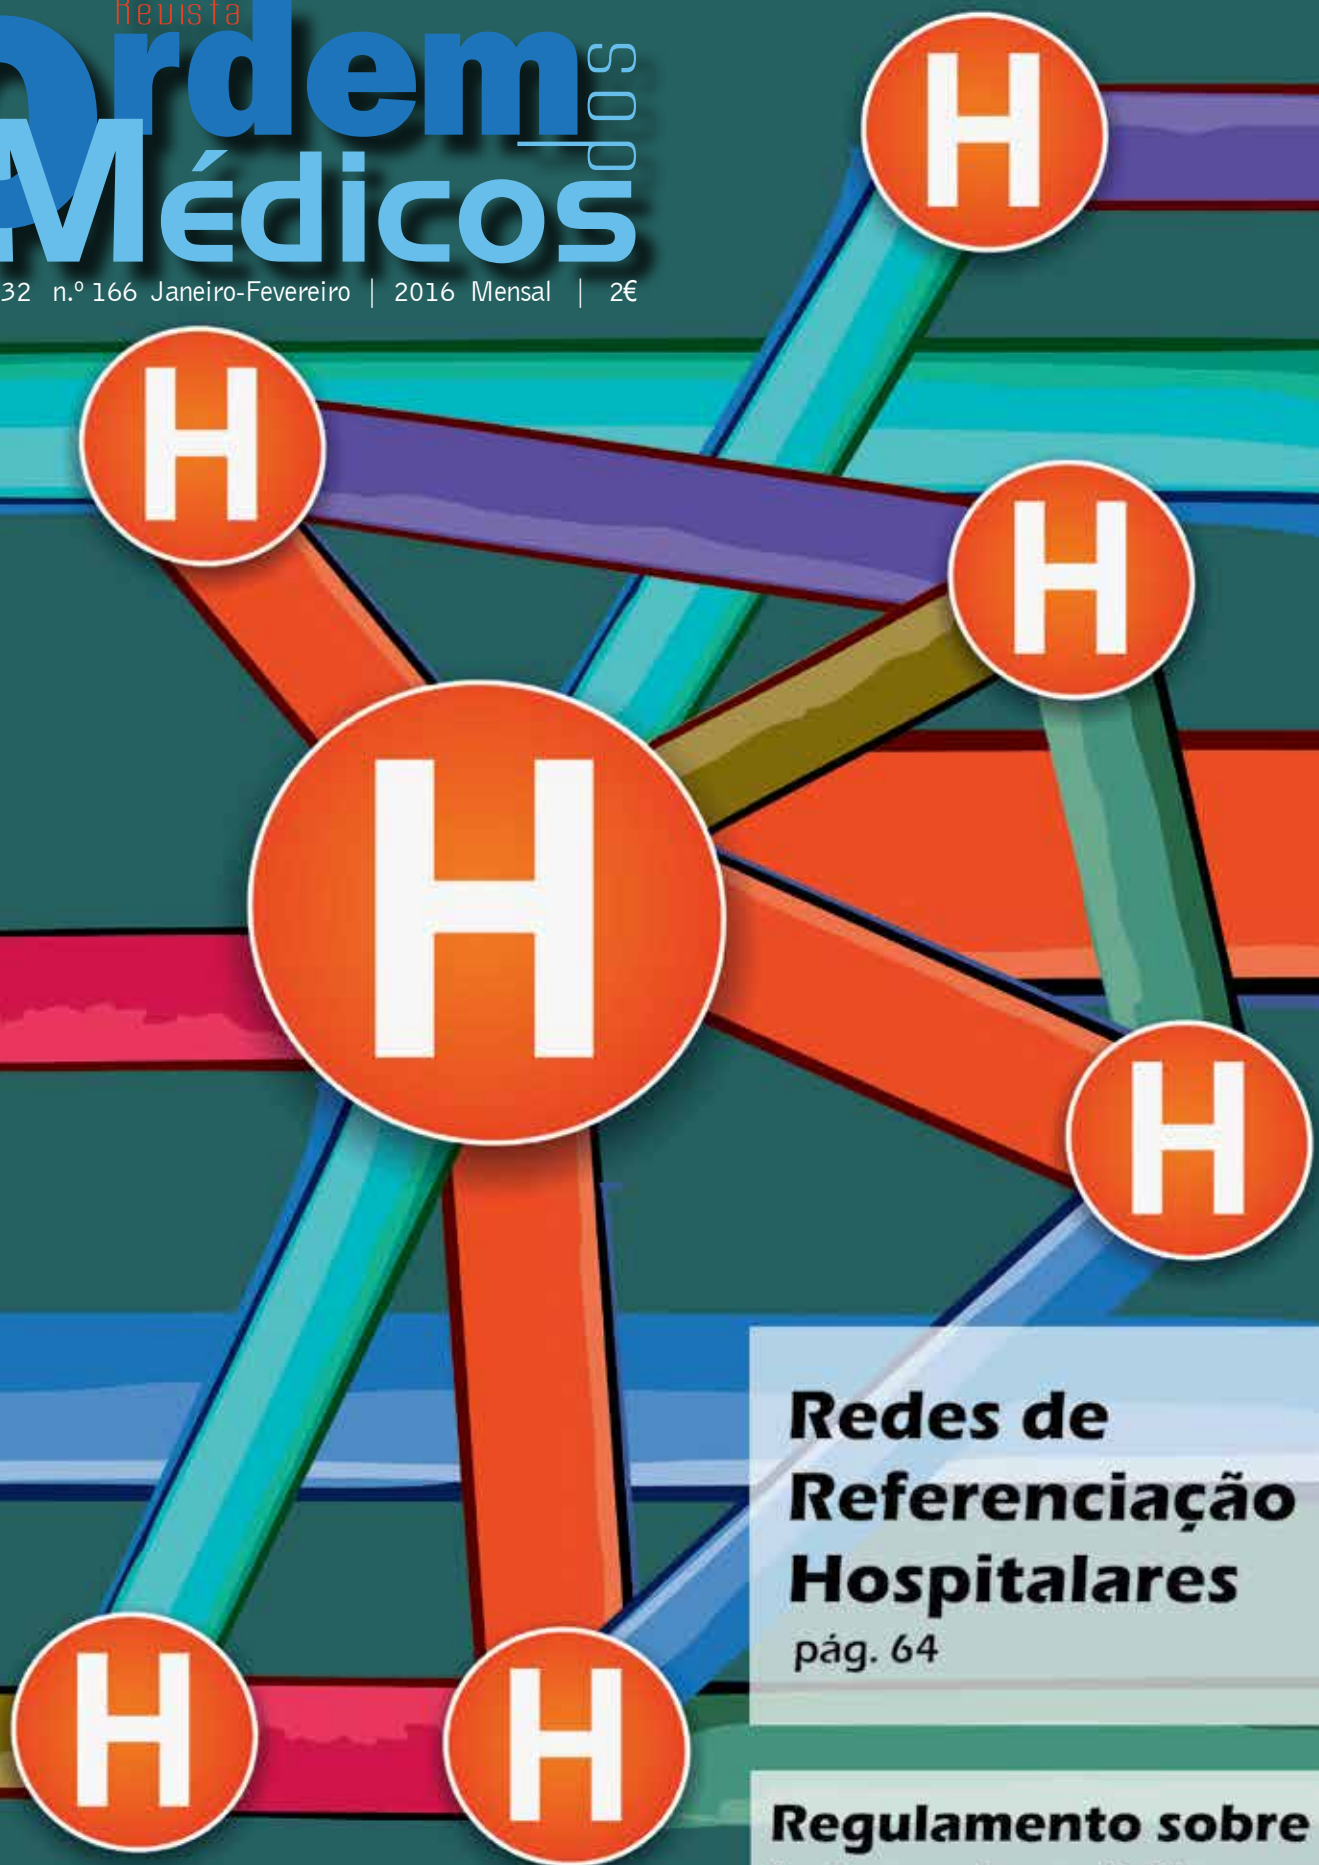 Revista
Ordem
dos
Médicos
32 n.º 166 Janeiro-Fevereiro | 2016 Mensal | 2€
H
H
H
H
H
H
H
Redes de
Referenciação
Hospitalares
pág. 64
Regulamento sobre